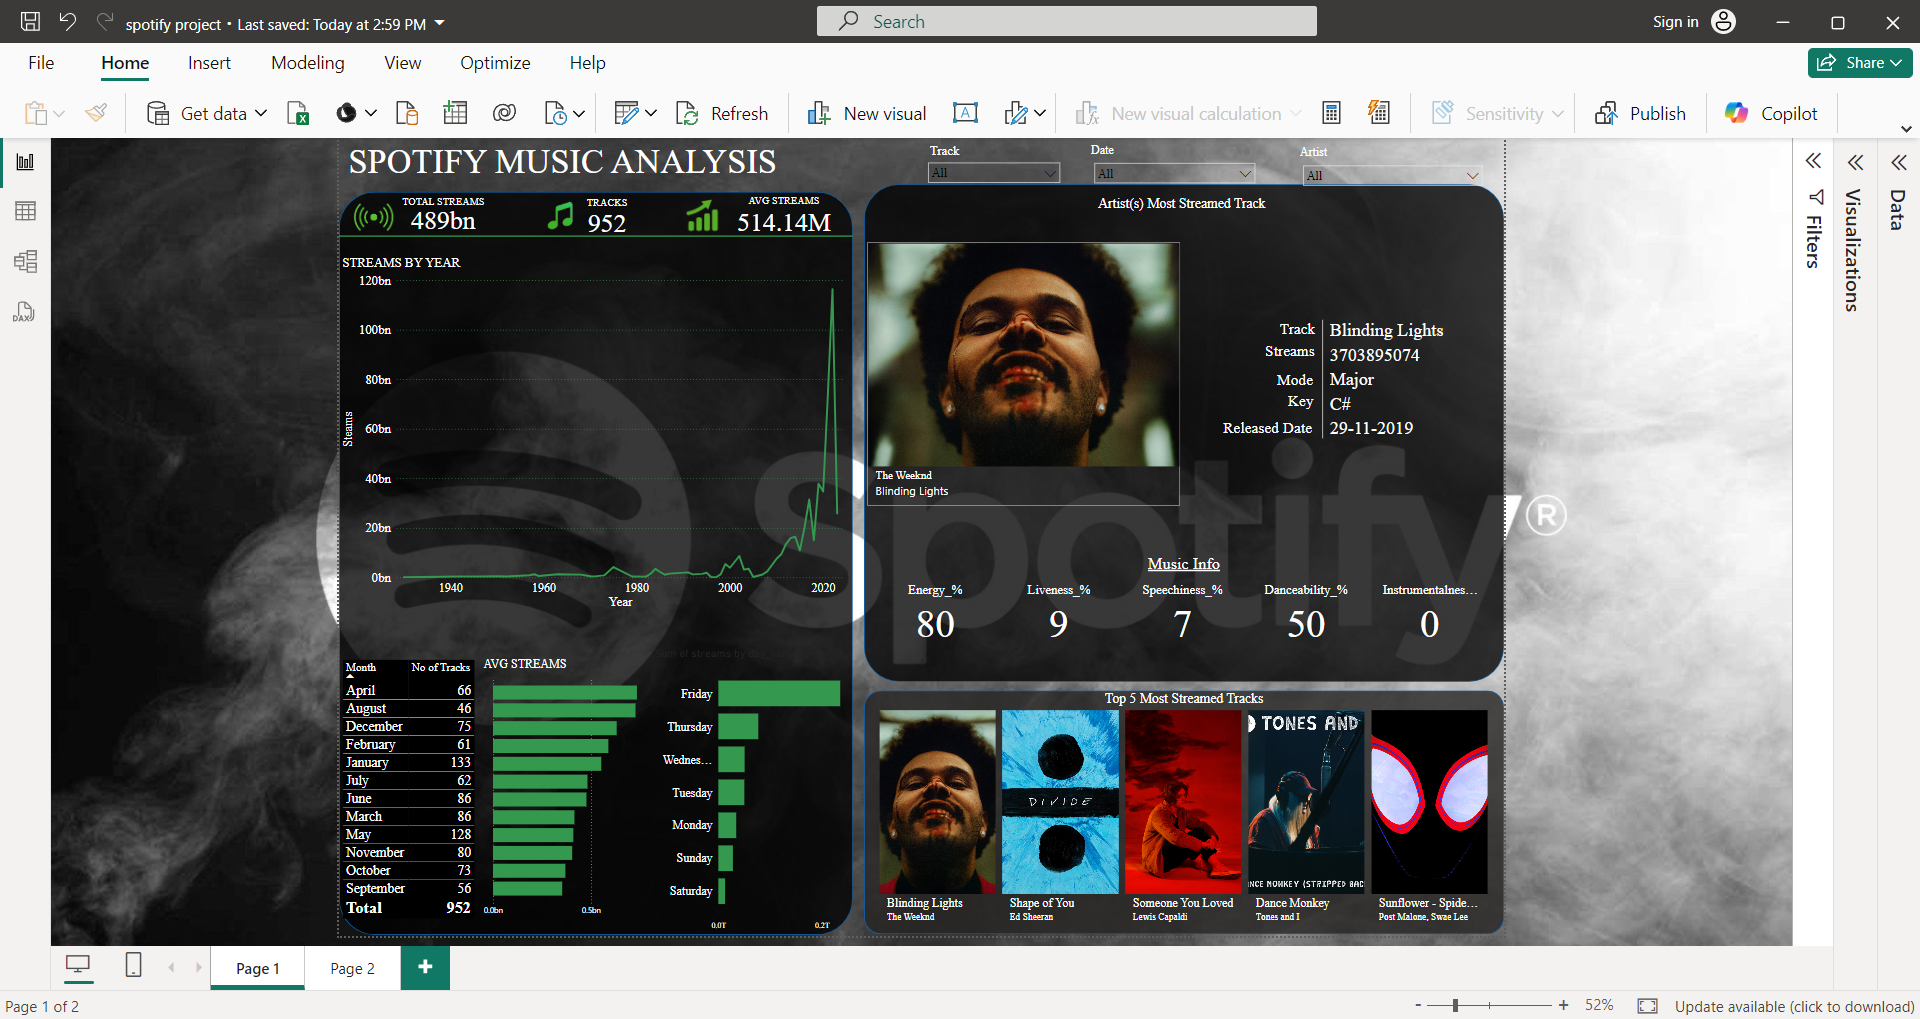 spotify project • Last saved: Today at 2:59 PM
Search
Sign in
File
Home
Insert
Modeling
View
Optimize
Help
Share
Get data
Refresh
New visual
New visual calculation
Sensitivity
Publish
Copilot
DAX
SPOTIFY MUSIC ANALYSIS
Track
All
Date
All
Artist
All
TOTAL STREAMS
489bn
TRACKS
952
AVG STREAMS
514.14M
STREAMS BY YEAR
120bn
100bn
80bn
60bn
40bn
20bn
0bn
Steams
1940
1960
1980
2000
2020
Year
Month
No of Tracks
April 66
August 46
December 75
February 61
January 133
July 62
June 86
March 86
May 128
November 80
October 73
September 56
Total 952
AVG STREAMS
0.0bn
0.5bn
Friday
Thursday
Wednes...
Tuesday
Monday
Sunday
Saturday
0.0T
0.2T
Artist(s) Most Streamed Track
The Weeknd
Blinding Lights
Track Blinding Lights
Streams 3703895074
Mode Major
Key C#
Released Date 29-11-2019
Spotify®
Music Info
Energy_%
80
Liveness_%
9
Speechiness_%
7
Danceability_%
50
Instrumentalnes...
0
Top 5 Most Streamed Tracks
DIVIDE
TONES AND
NCE MONKEY (STRIPPED BAC
Blinding Lights
The Weeknd
Shape of You
Ed Sheeran
Someone You Loved
Lewis Capaldi
Dance Monkey
Tones and I
Sunflower - Spide...
Post Malone, Swae Lee
Filters
Visualizations
Data
Page 1
Page 2
Page 1 of 2
52%
Update available (click to download)